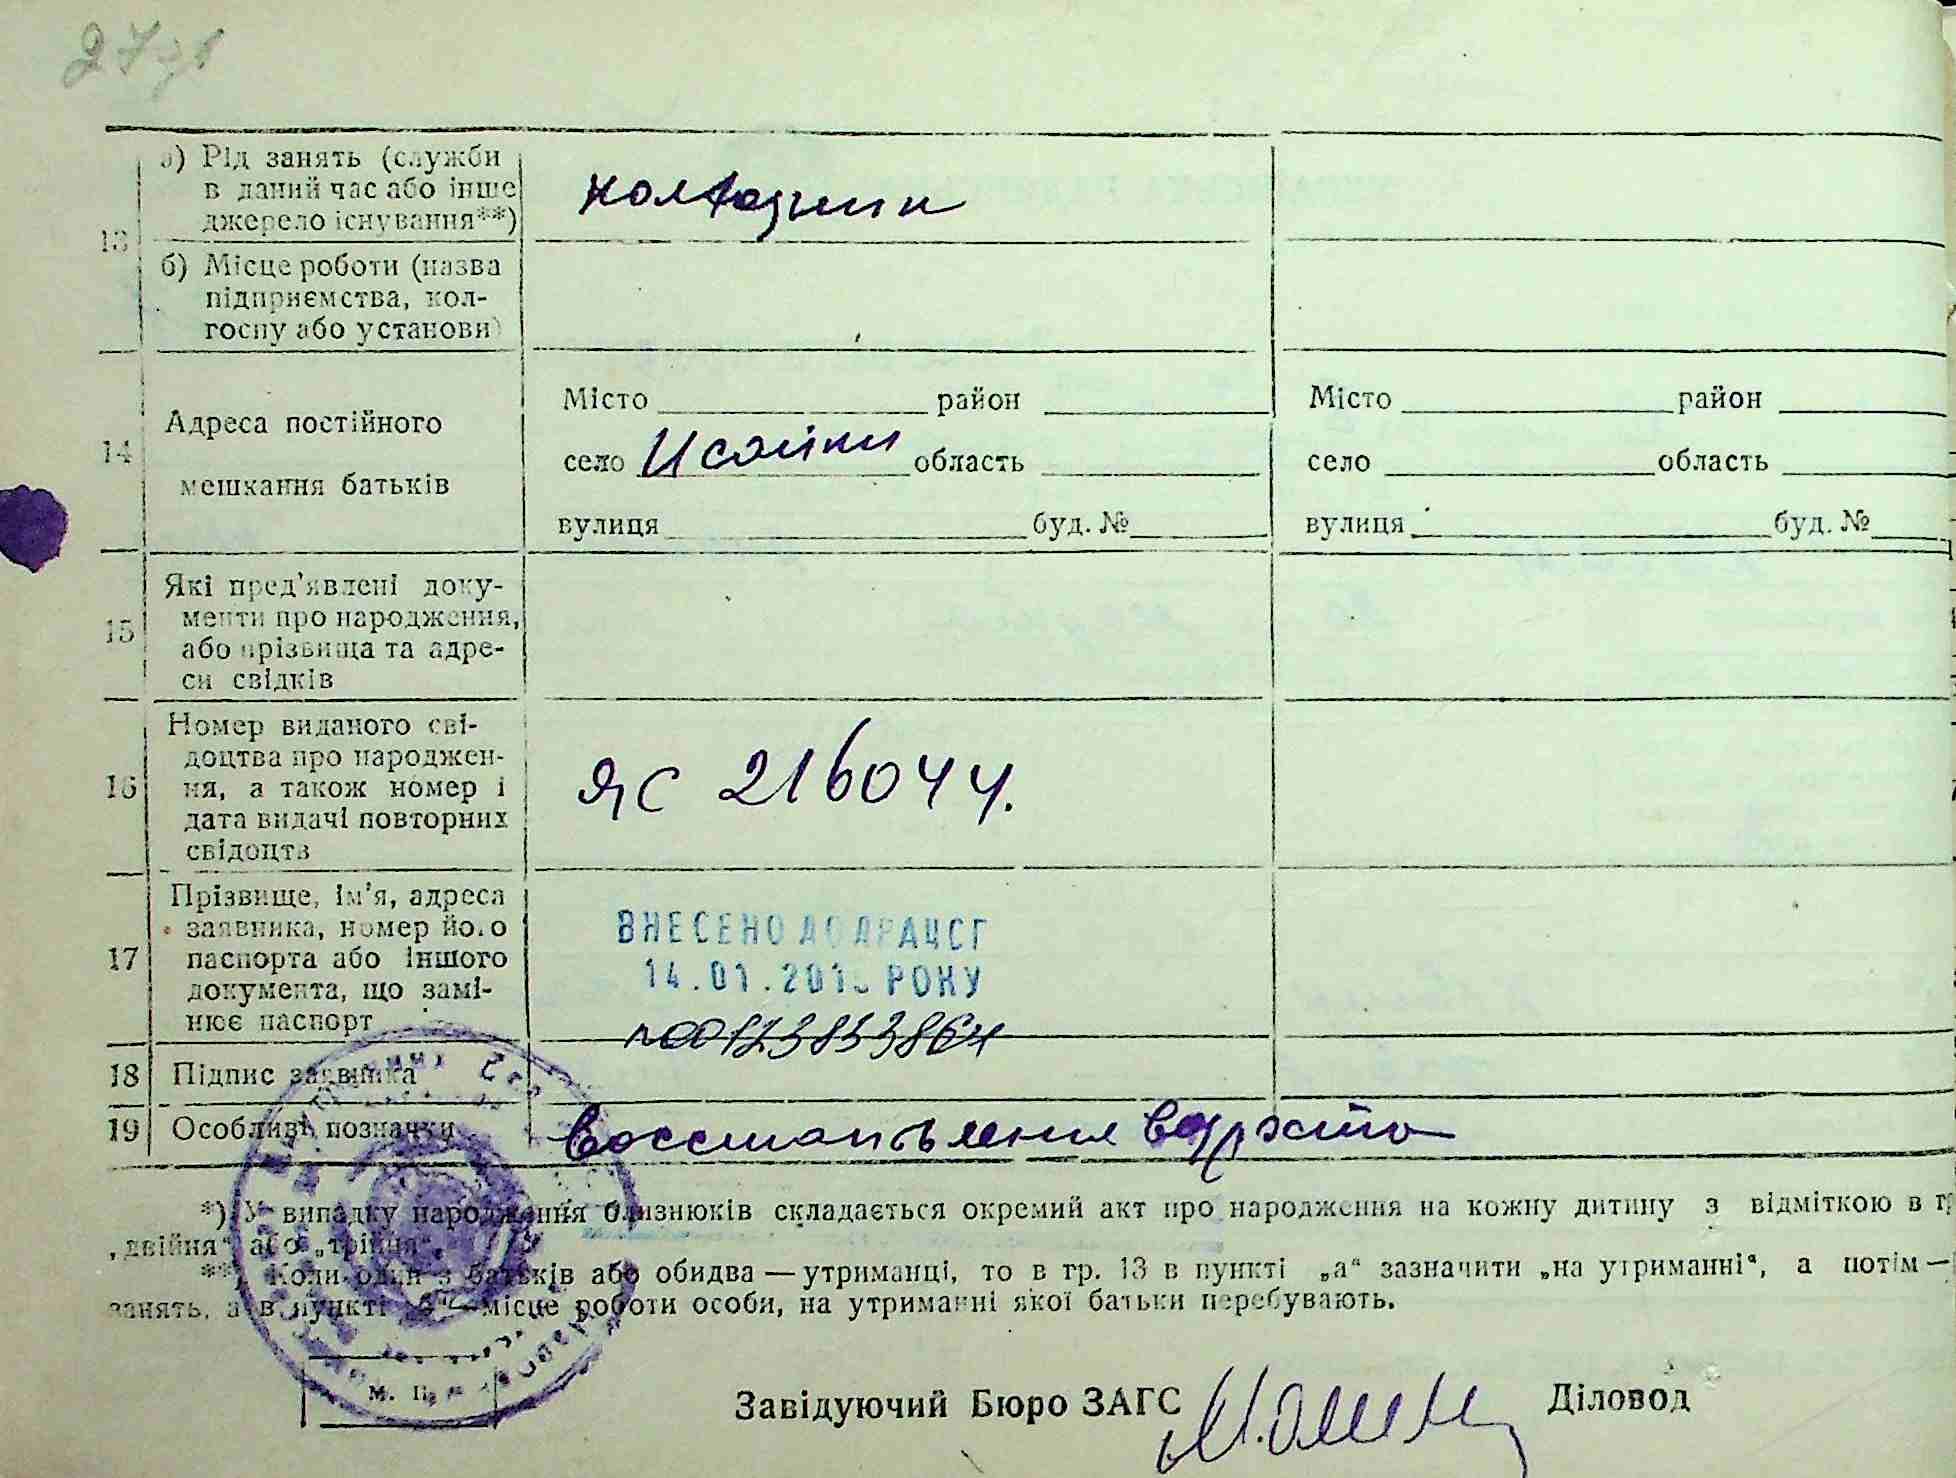 27
13
а) Рід занять (служби
в даний час або інше
джерело існування**)
колхозник
б) Місце роботи (назва
підприємства, кол-
госпу або установи)
14
Адреса постійного
мешкання батьків
Місто район
село Исайки область
вулиця буд. №
Місто район
село область
вулиця буд. №
15
Які пред'явлені доку-
менти про народження,
або прізвища та адре-
си свідків
16
Номер виданого сві-
доцтва про народжен-
ня, а також номер і
дата видачі повторних
свідоцтв
ЯС 216044.
17
Прізвище, ім'я, адреса
заявника, номер його
паспорта або іншого
документа, що замі-
нює паспорт
ВНЕСЕНО ДО ДРАЦСГ
14.01. РОКУ
18 Підпис заявника
19 Особливі позначки
восстановления
*) У випадку народження близнюків складається окремий акт про народження на кожну дитину з відміткою в
„двійня" або „трійня".
**) Коли один з батьків або обидва — утриманці, то в гр. 13 в пункті „а" зазначити „на утриманні", а потім —
занять, а в пункті „б" — місце роботи особи, на утриманні якої батьки перебувають.
М. П.
Завідуючий Бюро ЗАГС Діловод